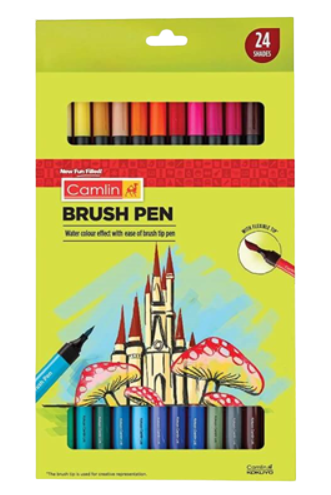 24
SHADES
New Fun Filled!
Camlin
BRUSH PEN
Water colour effect with ease of brush tip pen
WITH FLEXIBLE TIP
*The brush tip is used for creative representation.
Camlin
KOKUYO